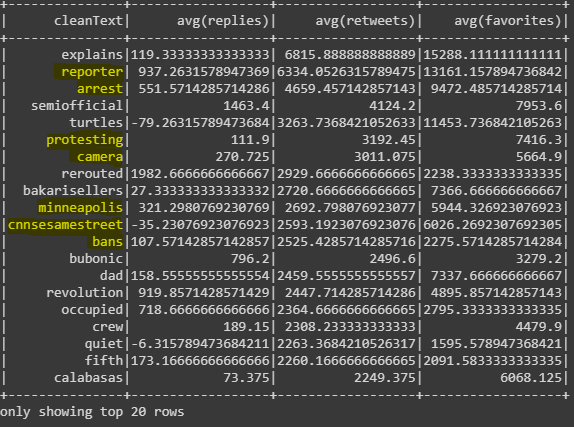 +---------------+------------------+------------------+------------------+
|      cleanText|      avg(replies)|     avg(retweets)|    avg(favorites)|
+---------------+------------------+------------------+------------------+
|       explains|119.33333333333333| 6815.888888888889|15288.111111111111|
|       reporter| 937.2631578947369|6334.0526315789475|13161.157894736842|
|         arrest| 551.5714285714286| 4659.457142857143| 9472.485714285714|
|   semiofficial|            1463.4|            4124.2|            7953.6|
|        turtles|-79.26315789473684|3263.7368421052633|11453.736842105263|
|     protesting|             111.9|           3192.45|            7416.3|
|         camera|           270.725|          3011.075|            5664.9|
|       rerouted|1982.6666666666667|2929.6666666666665|2238.3333333333335|
|  bakarisellers|27.333333333333332|2720.6666666666665| 7366.666666666667|
|    minneapolis| 321.2980769230769| 2692.798076923077| 5944.326923076923|
|cnnsesamestreet|-35.23076923076923|2593.1923076923076|6026.2692307692305|
|           bans|107.57142857142857|2525.4285714285716|2275.5714285714284|
|        bubonic|             796.2|            2496.6|            3279.2|
|            dad|158.55555555555554|2459.5555555555557| 7337.666666666667|
|     revolution| 919.8571428571429| 2447.714285714286| 4895.857142857143|
|       occupied| 718.6666666666666|2364.6666666666665|2795.3333333333335|
|           crew|            189.15| 2308.233333333333|            4479.9|
|          quiet|-6.315789473684211|2263.3684210526317| 1595.578947368421|
|          fifth|173.16666666666666|2260.1666666666665|2091.5833333333335|
|      calabasas|            73.375|          2249.375|          6068.125|
+---------------+------------------+------------------+------------------+
only showing top 20 rows